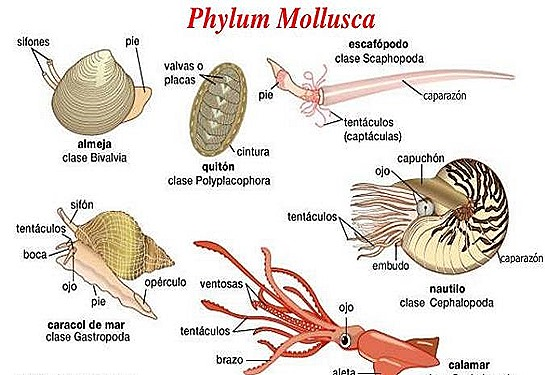 Phylum Mollusca
sifones
pie
almeja
clase Bivalvia
valvas o
placas
cintura
quitón
clase Polyplacophora
escafópodo
clase Scaphopoda
pie
caparazón
tentáculos
(captáculas)
capuchón
ojo
tentáculos
embudo
caparazón
nautilo
clase Cephalopoda
sifón
tentáculos
boca
ojo
pie
opérculo
caracol de mar
clase Gastropoda
ventosas
tentáculos
brazo
ojo
aleta
calamar